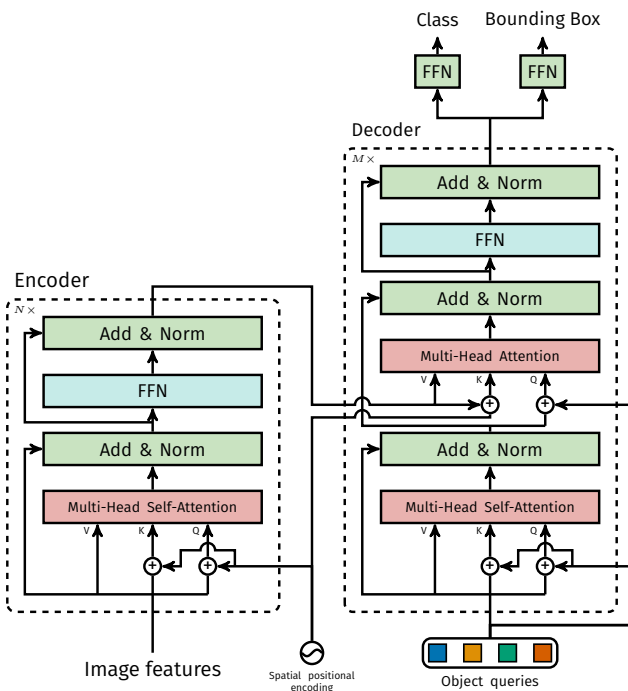 Class
Bounding Box
FFN
FFN
Decoder
M×
Add & Norm
FFN
Add & Norm
Multi-Head Attention
V
K
Q
Add & Norm
Multi-Head Self-Attention
V
K
Q
Object queries
Encoder
N×
Add & Norm
FFN
Add & Norm
Multi-Head Self-Attention
V
K
Q
Image features
Spatial positional
encoding